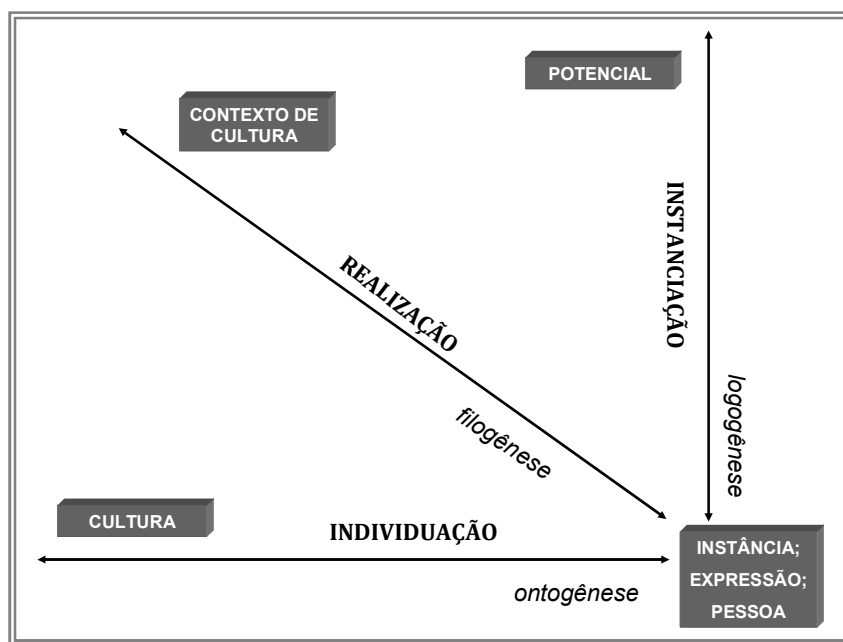 POTENCIAL
CONTEXTO DE
CULTURA
INSTANCIAÇÃO
REALIZAÇÃO
filogênese
logogênese
CULTURA
INDIVIDUAÇÃO
ontogênese
INSTÂNCIA;
EXPRESSÃO;
PESSOA